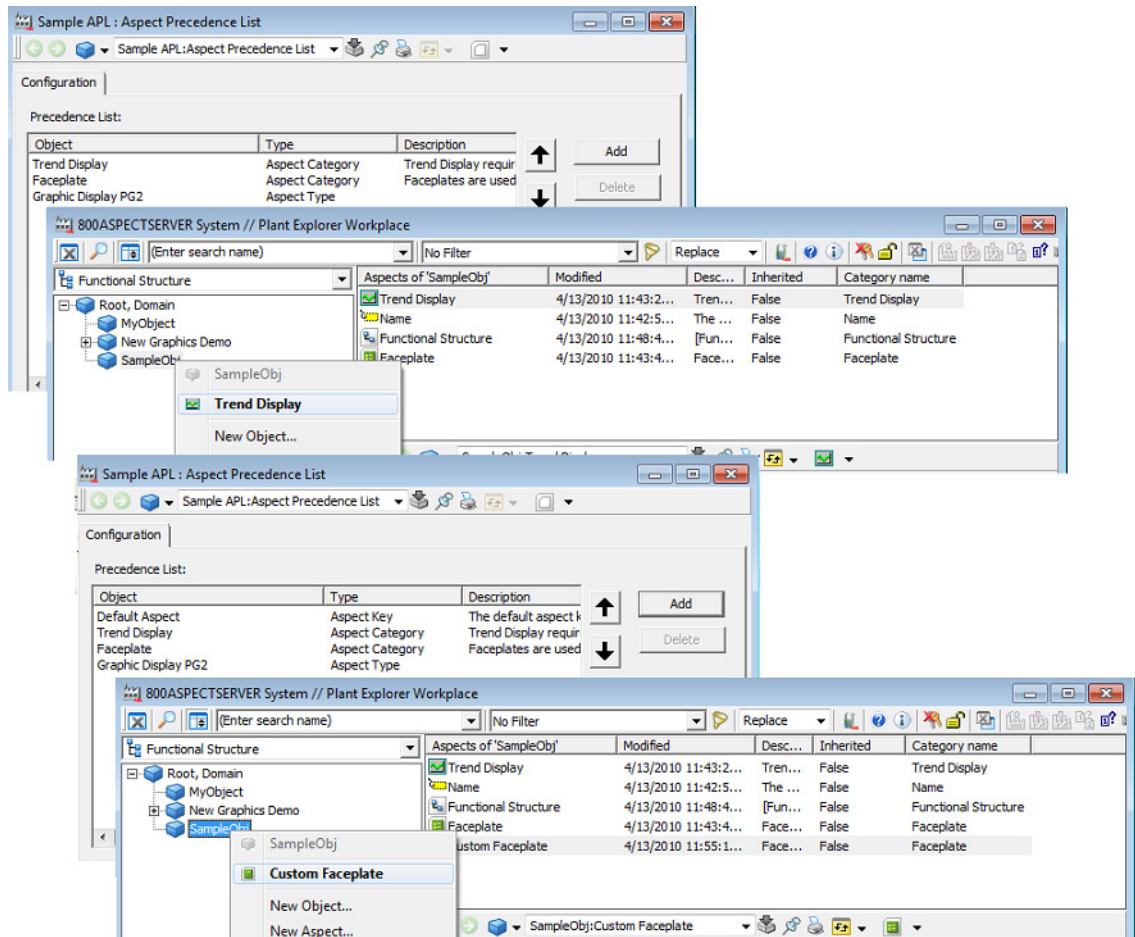 Sample APL : Aspect Precedence List
Sample APL:Aspect Precedence List
Configuration
Precedence List:
Object Type Description
Trend Display Aspect Category Trend Display requir
Faceplate Aspect Category Faceplates are used
Graphic Display PG2 Aspect Type
Add
Delete
800ASPECTSERVER System // Plant Explorer Workplace
(Enter search name) No Filter Replace
Functional Structure
Root, Domain
MyObject
New Graphics Demo
SampleObj
Aspects of 'SampleObj' Modified Desc... Inherited Category name
Trend Display 4/13/2010 11:43:2... Tren... False Trend Display
Name 4/13/2010 11:42:5... The ... False Name
Functional Structure 4/13/2010 11:48:4... [Fun... False Functional Structure
Faceplate 4/13/2010 11:43:4... Face... False Faceplate
SampleObj
Trend Display
New Object...
Sample APL : Aspect Precedence List
Sample APL:Aspect Precedence List
Configuration
Precedence List:
Object Type Description
Default Aspect Aspect Key The default aspect k
Trend Display Aspect Category Trend Display requir
Faceplate Aspect Category Faceplates are used
Graphic Display PG2 Aspect Type
Add
Delete
800ASPECTSERVER System // Plant Explorer Workplace
(Enter search name) No Filter Replace
Functional Structure
Root, Domain
MyObject
New Graphics Demo
SampleObj
Aspects of 'SampleObj' Modified Desc... Inherited Category name
Trend Display 4/13/2010 11:43:2... Tren... False Trend Display
Name 4/13/2010 11:42:5... The ... False Name
Functional Structure 4/13/2010 11:48:4... [Fun... False Functional Structure
Faceplate 4/13/2010 11:43:4... Face... False Faceplate
ustom Faceplate 4/13/2010 11:55:1... Face... False Faceplate
SampleObj
Custom Faceplate
New Object...
New Aspect...
SampleObj:Custom Faceplate